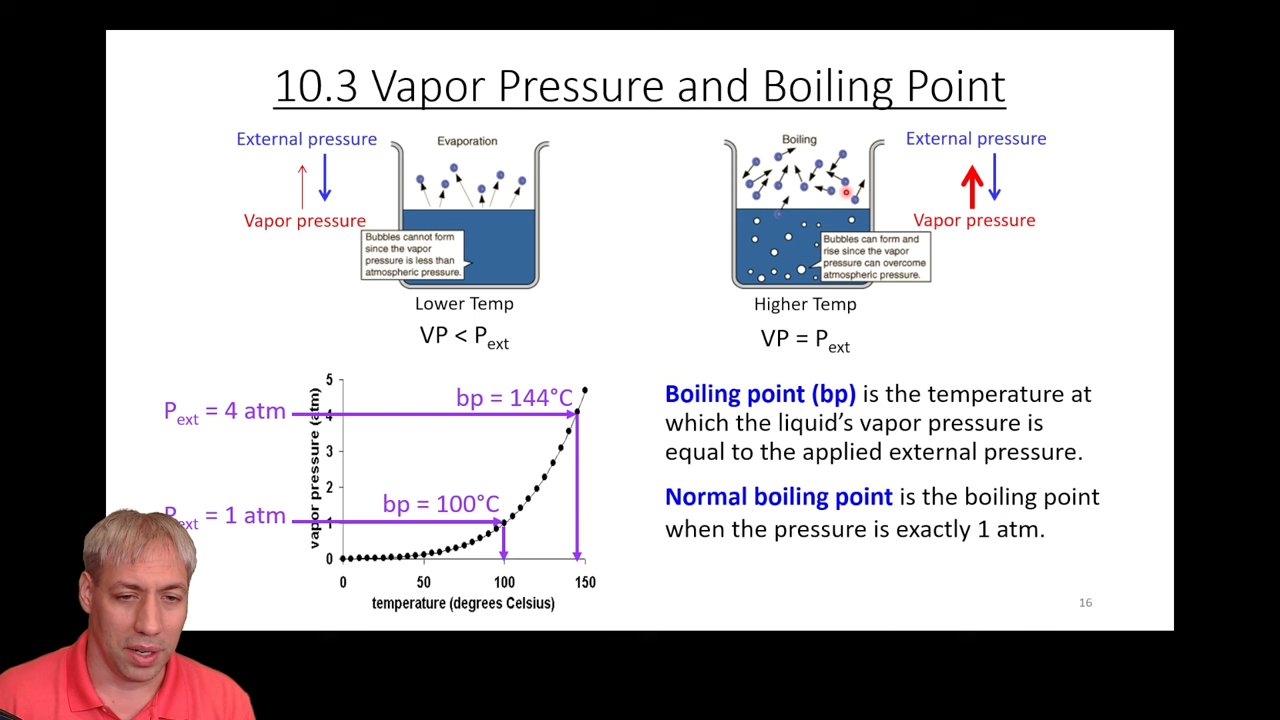 10.3 Vapor Pressure and Boiling Point
External pressure
Vapor pressure
Evaporation
Bubbles cannot form
since the vapor
pressure is less than
atmospheric pressure.
Lower Temp
VP < Pext
Boiling
External pressure
Vapor pressure
Bubbles can form and
rise since the vapor
pressure can overcome
atmospheric pressure.
Higher Temp
VP = Pext
Pext = 4 atm
Pext = 1 atm
bp = 144°C
bp = 100°C
vapor pressure (atm)
5
4
3
2
1
0
0 50 100 150
temperature (degrees Celsius)
Boiling point (bp) is the temperature at
which the liquid’s vapor pressure is
equal to the applied external pressure.
Normal boiling point is the boiling point
when the pressure is exactly 1 atm.
16